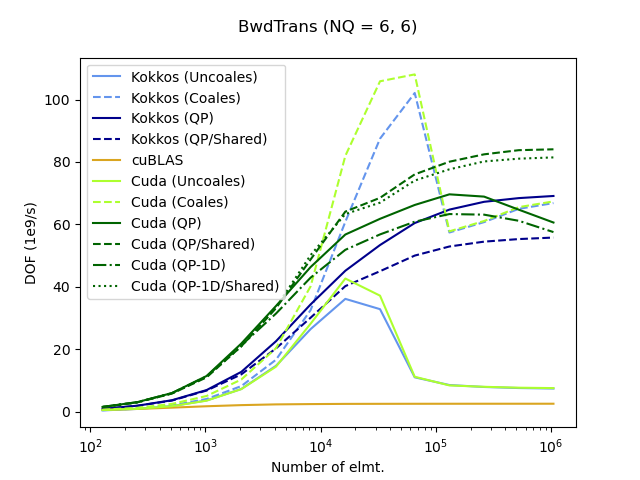 BwdTrans (NQ = 6, 6)
DOF (1e9/s)
100
80
60
40
20
0
Kokkos (Uncoales)
Kokkos (Coales)
Kokkos (QP)
Kokkos (QP/Shared)
cuBLAS
Cuda (Uncoales)
Cuda (Coales)
Cuda (QP)
Cuda (QP/Shared)
Cuda (QP-1D)
Cuda (QP-1D/Shared)
10² 10³ 10⁴ 10⁵ 10⁶
Number of elmt.